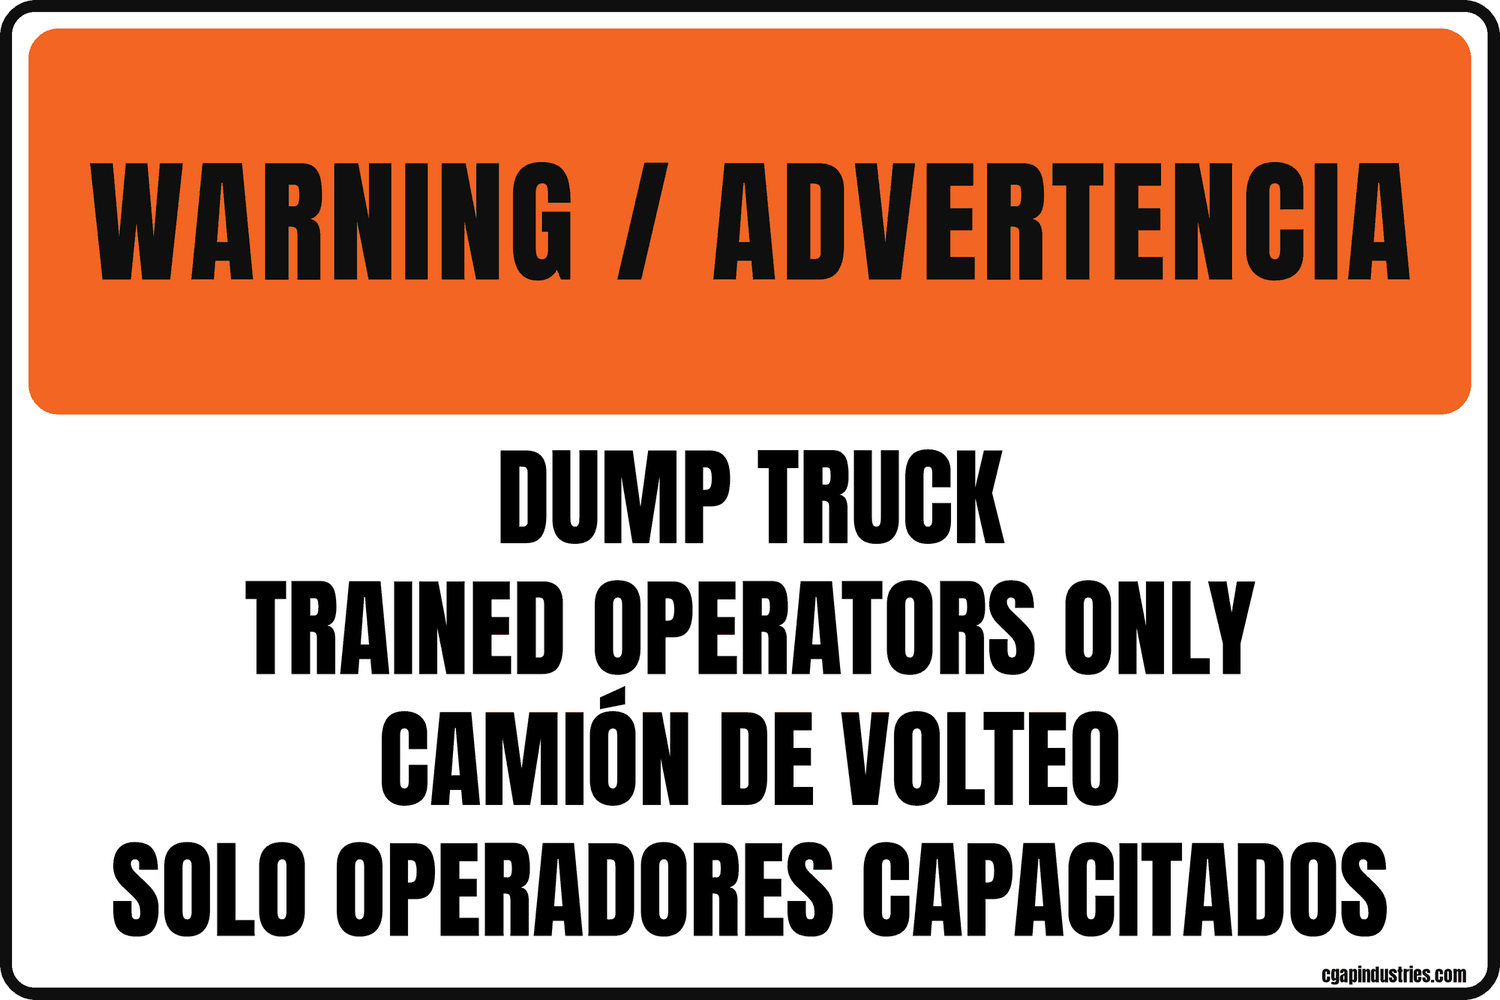 WARNING / ADVERTENCIA
DUMP TRUCK
TRAINED OPERATORS ONLY
CAMIÓN DE VOLTEO
SOLO OPERADORES CAPACITADOS
cgapindustries.com